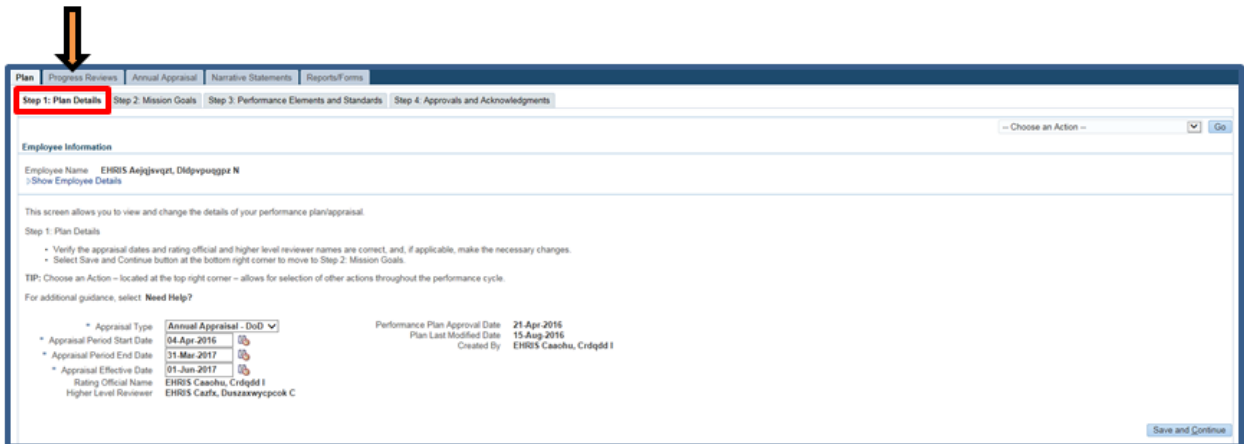 Plan Progress Reviews Annual Appraisal Narrative Statements Reports/Forms
Step 1: Plan Details Step 2: Mission Goals Step 3: Performance Elements and Standards Step 4: Approvals and Acknowledgments
-- Choose an Action -- Go
Employee Information
Employee Name EHRIS Aejqjsvqzt, Dldpvpuqgpz N
Show Employee Details
This screen allows you to view and change the details of your performance plan/appraisal.
Step 1: Plan Details
• Verify the appraisal dates and rating official and higher level reviewer names are correct, and, if applicable, make the necessary changes.
• Select Save and Continue button at the bottom right corner to move to Step 2: Mission Goals.
TIP: Choose an Action – located at the top right corner – allows for selection of other actions throughout the performance cycle.
For additional guidance, select Need Help?
* Appraisal Type Annual Appraisal - DoD Performance Plan Approval Date 21-Apr-2016
* Appraisal Period Start Date 04-Apr-2016 Plan Last Modified Date 15-Aug-2016
* Appraisal Period End Date 31-Mar-2017 Created By EHRIS Caaohu, Crdqdd I
* Appraisal Effective Date 01-Jun-2017
Rating Official Name EHRIS Caaohu, Crdqdd I
Higher Level Reviewer EHRIS Cazfx, Duszaxwycpcok C
Save and Continue